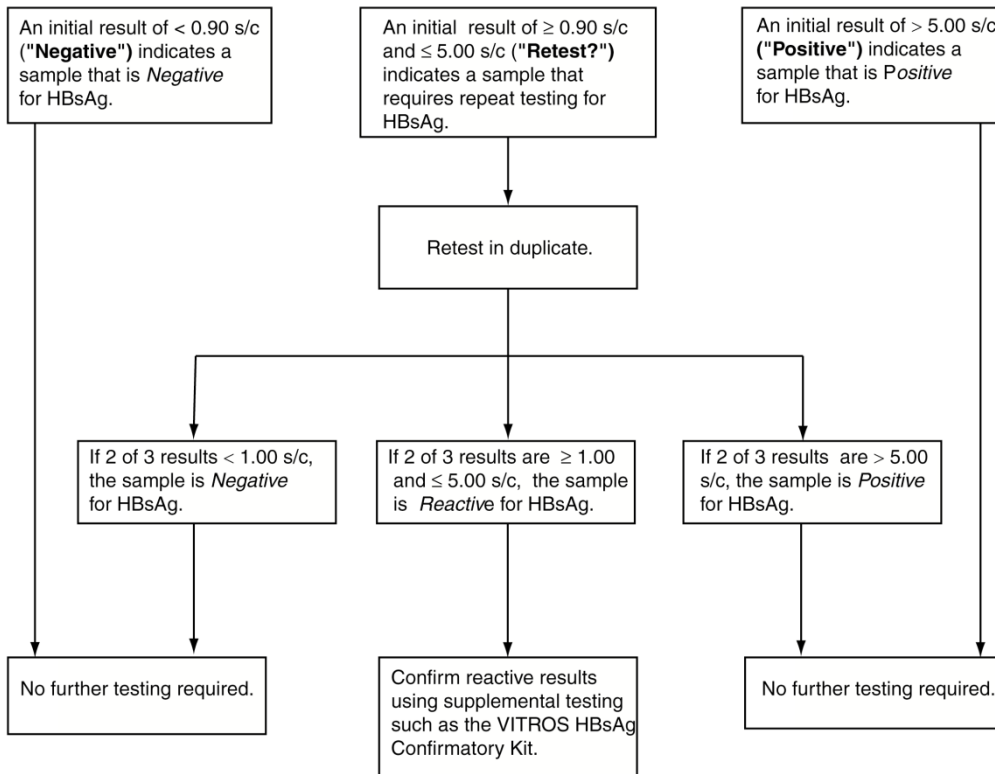 An initial result of < 0.90 s/c
("Negative") indicates a
sample that is Negative
for HBsAg.
An initial result of ≥ 0.90 s/c
and ≤ 5.00 s/c ("Retest?")
indicates a sample that
requires repeat testing for
HBsAg.
An initial result of > 5.00 s/c
("Positive") indicates a
sample that is Positive
for HBsAg.
Retest in duplicate.
If 2 of 3 results < 1.00 s/c,
the sample is Negative
for HBsAg.
If 2 of 3 results are ≥ 1.00
and ≤ 5.00 s/c, the sample
is Reactive for HBsAg.
If 2 of 3 results are > 5.00
s/c, the sample is Positive
for HBsAg.
No further testing required.
Confirm reactive results
using supplemental testing
such as the VITROS HBsAg
Confirmatory Kit.
No further testing required.